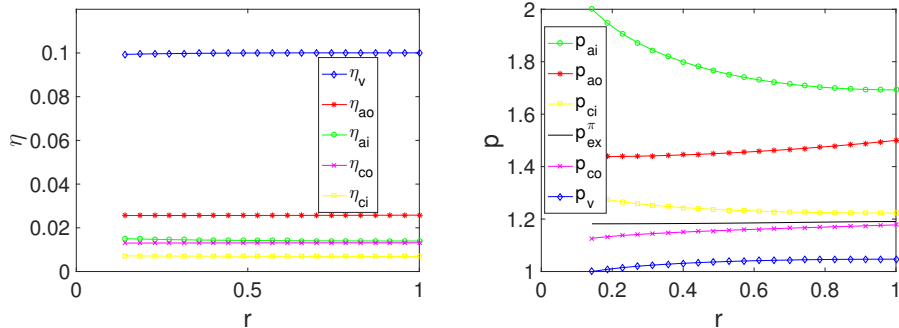 0.1
0.08
0.06
0.04
0.02
0
η
0
0.5
1
r
η_v
η_ao
η_ai
η_co
η_ci
2
1.8
1.6
1.4
1.2
1
p
0 0.2 0.4 0.6 0.8 1
r
p_ai
p_ao
p_ci
p_ex^π
p_co
p_v